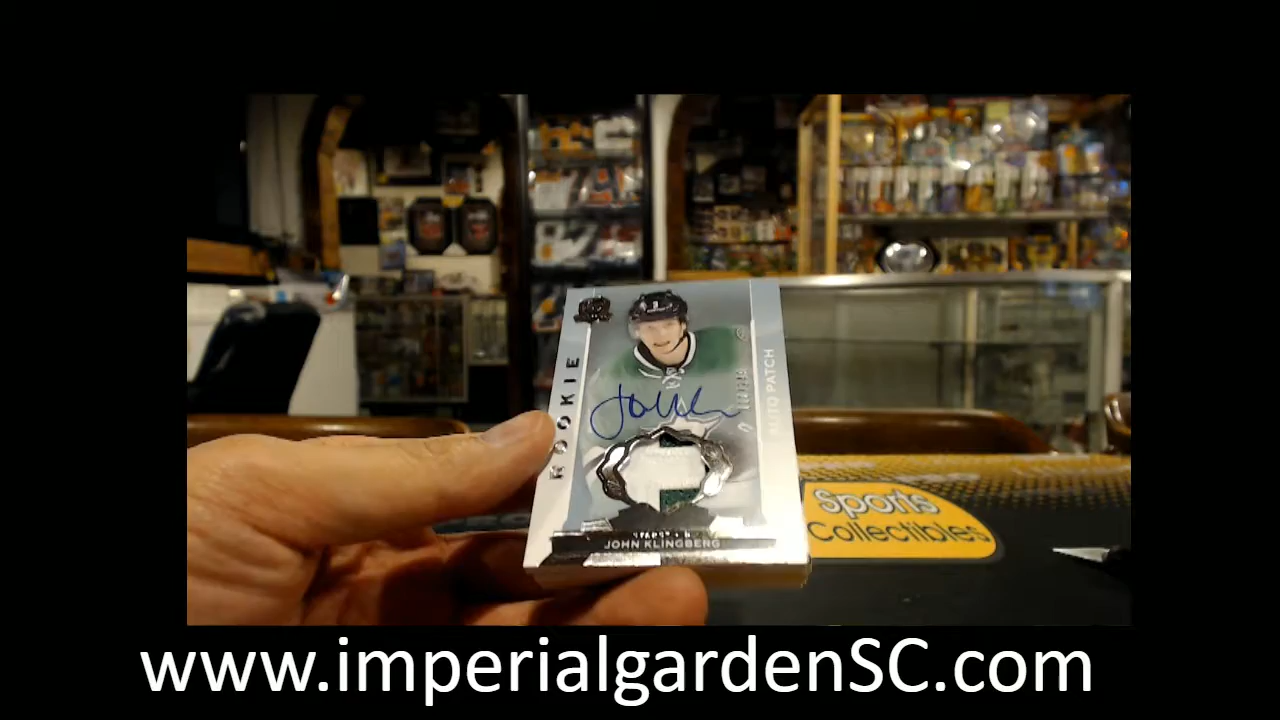 ROOKIE
AUTO PATCH
JOHN KLINGBERG
Sports
Collectibles
www.imperialgardenSC.com